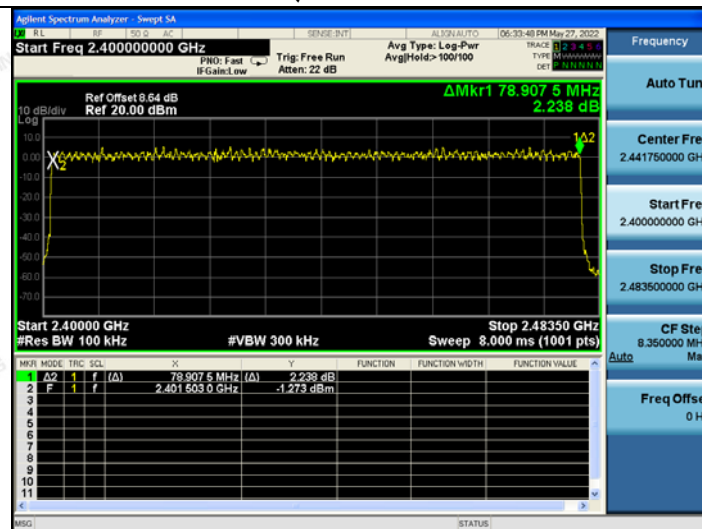 Agilent Spectrum Analyzer - Swept SA
RL RF 50 Ω AC SENSE:INT ALIGNAUTO 06:33:48 PM May 27, 2022
Start Freq 2.400000000 GHz
PNO: Fast
IFGain:Low
Trig: Free Run
Atten: 22 dB
Avg Type: Log-Pwr
Avg|Hold:>100/100
TRACE 1 2 3 4 5 6
TYPE M
DET P N N N N N
Ref Offset 8.64 dB
Ref 20.00 dBm
10 dB/div
Log
ΔMkr1 78.907 5 MHz
2.238 dB
10.0
0.00
-10.0
-20.0
-30.0
-40.0
-50.0
-60.0
-70.0
1Δ2
2
Start 2.40000 GHz
Stop 2.48350 GHz
#Res BW 100 kHz
#VBW 300 kHz
Sweep 8.000 ms (1001 pts)
MKR MODE TRC SCL X Y FUNCTION FUNCTION WIDTH FUNCTION VALUE
1 Δ2 1 f (Δ) 78.907 5 MHz (Δ) 2.238 dB
2 F 1 f 2.401 503 0 GHz -1.273 dBm
3
4
5
6
7
8
9
10
11
MSG
STATUS
Frequency
Auto Tun
Center Fre
2.441750000 GH
Start Fre
2.400000000 GH
Stop Fre
2.483500000 GH
CF Ste
8.350000 MH
Auto Ma
Freq Offse
0 H